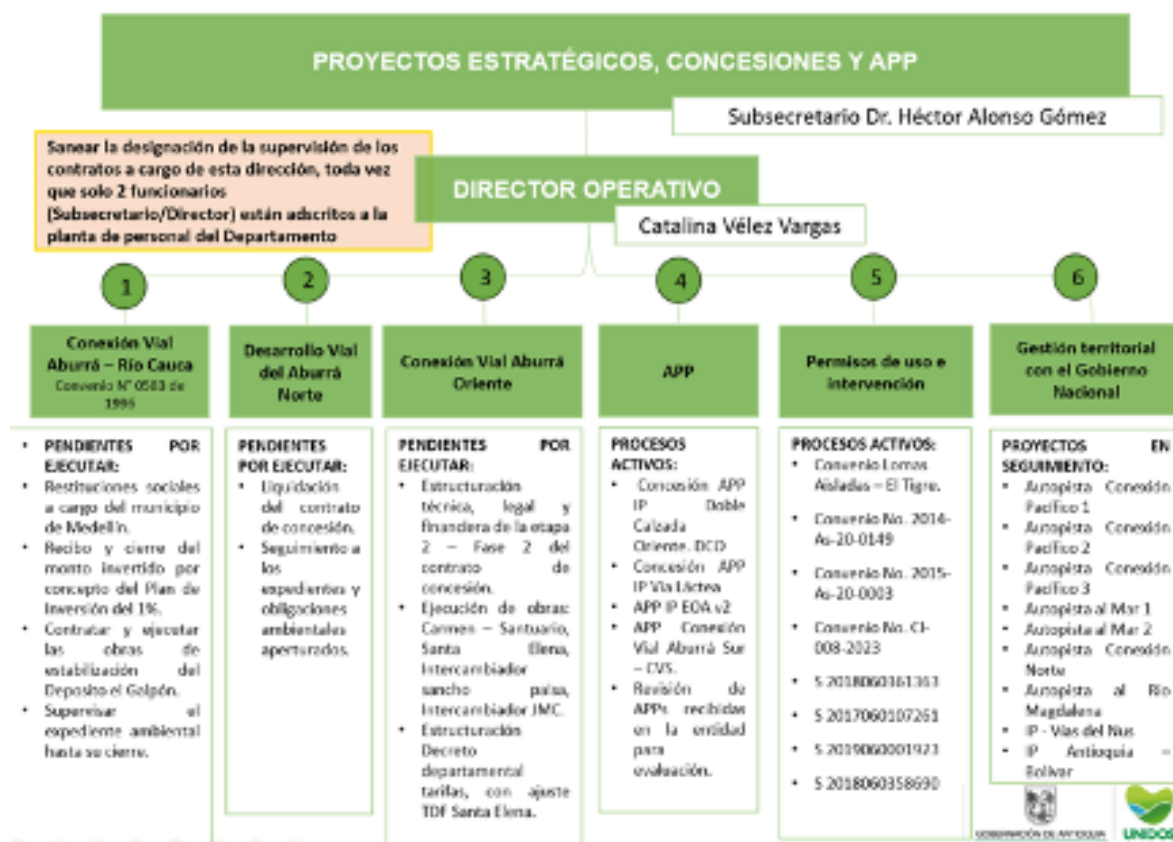 PROYECTOS ESTRATÉGICOS, CONCESIONES Y APP
Subsecretario Dr. Héctor Alonso Gómez
Sanear la designación de la supervisión de los
contratos a cargo de esta dirección, toda vez
que solo 2 funcionarios
(Subsecretario/Director) están adscritos a la
planta de personal del Departamento
DIRECTOR OPERATIVO
Catalina Vélez Vargas
1
2
3
4
5
6
Conexión Vial
Aburrá – Río Cauca
Convenio N° 0583 de
1996
• PENDIENTES POR
EJECUTAR:
• Restituciones sociales
a cargo del municipio
de Medellín.
• Recibo y cierre del
monto invertido por
concepto del Plan de
Inversión del 1%.
• Contratar y ejecutar
las obras de
estabilización del
Deposito el Galpón.
• Supervisar el
expediente ambiental
hasta su cierre.
Desarrollo Vial
del Aburrá
Norte
PENDIENTES
POR EJECUTAR:
• Liquidación
del contrato
de concesión.
• Seguimiento a
los
expedientes y
obligaciones
ambientales
aperturados.
Conexión Vial Aburrá
Oriente
PENDIENTES POR
EJECUTAR:
• Estructuración
técnica, legal y
financiera de la etapa
2 – Fase 2 del
contrato de
concesión.
• Ejecución de obras:
Carmen – Santuario,
Santa Elena,
Intercambiador
sancho paisa,
Intercambiador JMC.
• Estructuración
Decreto
departamental
tarifas, con ajuste
TDF Santa Elena.
APP
PROCESOS
ACTIVOS:
• Concesión APP
IP Doble
Calzada
Oriente. DCO
• Concesión APP
IP Vía Láctea
• APP IP EOA v2
• APP Conexión
Vial Aburrá Sur
– CVS.
• Revisión de
APPs recibidas
en la entidad
para
evaluación.
Permisos de uso e
intervención
PROCESOS ACTIVOS:
• Convenio Lomas
Aisladas – El Tigre.
• Convenio No. 2014-
As-20-0149
• Convenio No. 2015-
As-20-0003
• Convenio No. CI-
008-2023
• S 2018060361363
• S 2017060107261
• S 2019060001923
• S 2018060358690
Gestión territorial
con el Gobierno
Nacional
PROYECTOS EN
SEGUIMIENTO:
• Autopista Conexión
Pacífico 1
• Autopista Conexión
Pacífico 2
• Autopista Conexión
Pacífico 3
• Autopista al Mar 1
• Autopista al Mar 2
• Autopista Conexión
Norte
• Autopista al Río
Magdalena
• IP - Vías del Nus
• IP Antioquia –
Bolívar
GOBERNACIÓN DE ANTIOQUIA
UNIDOS